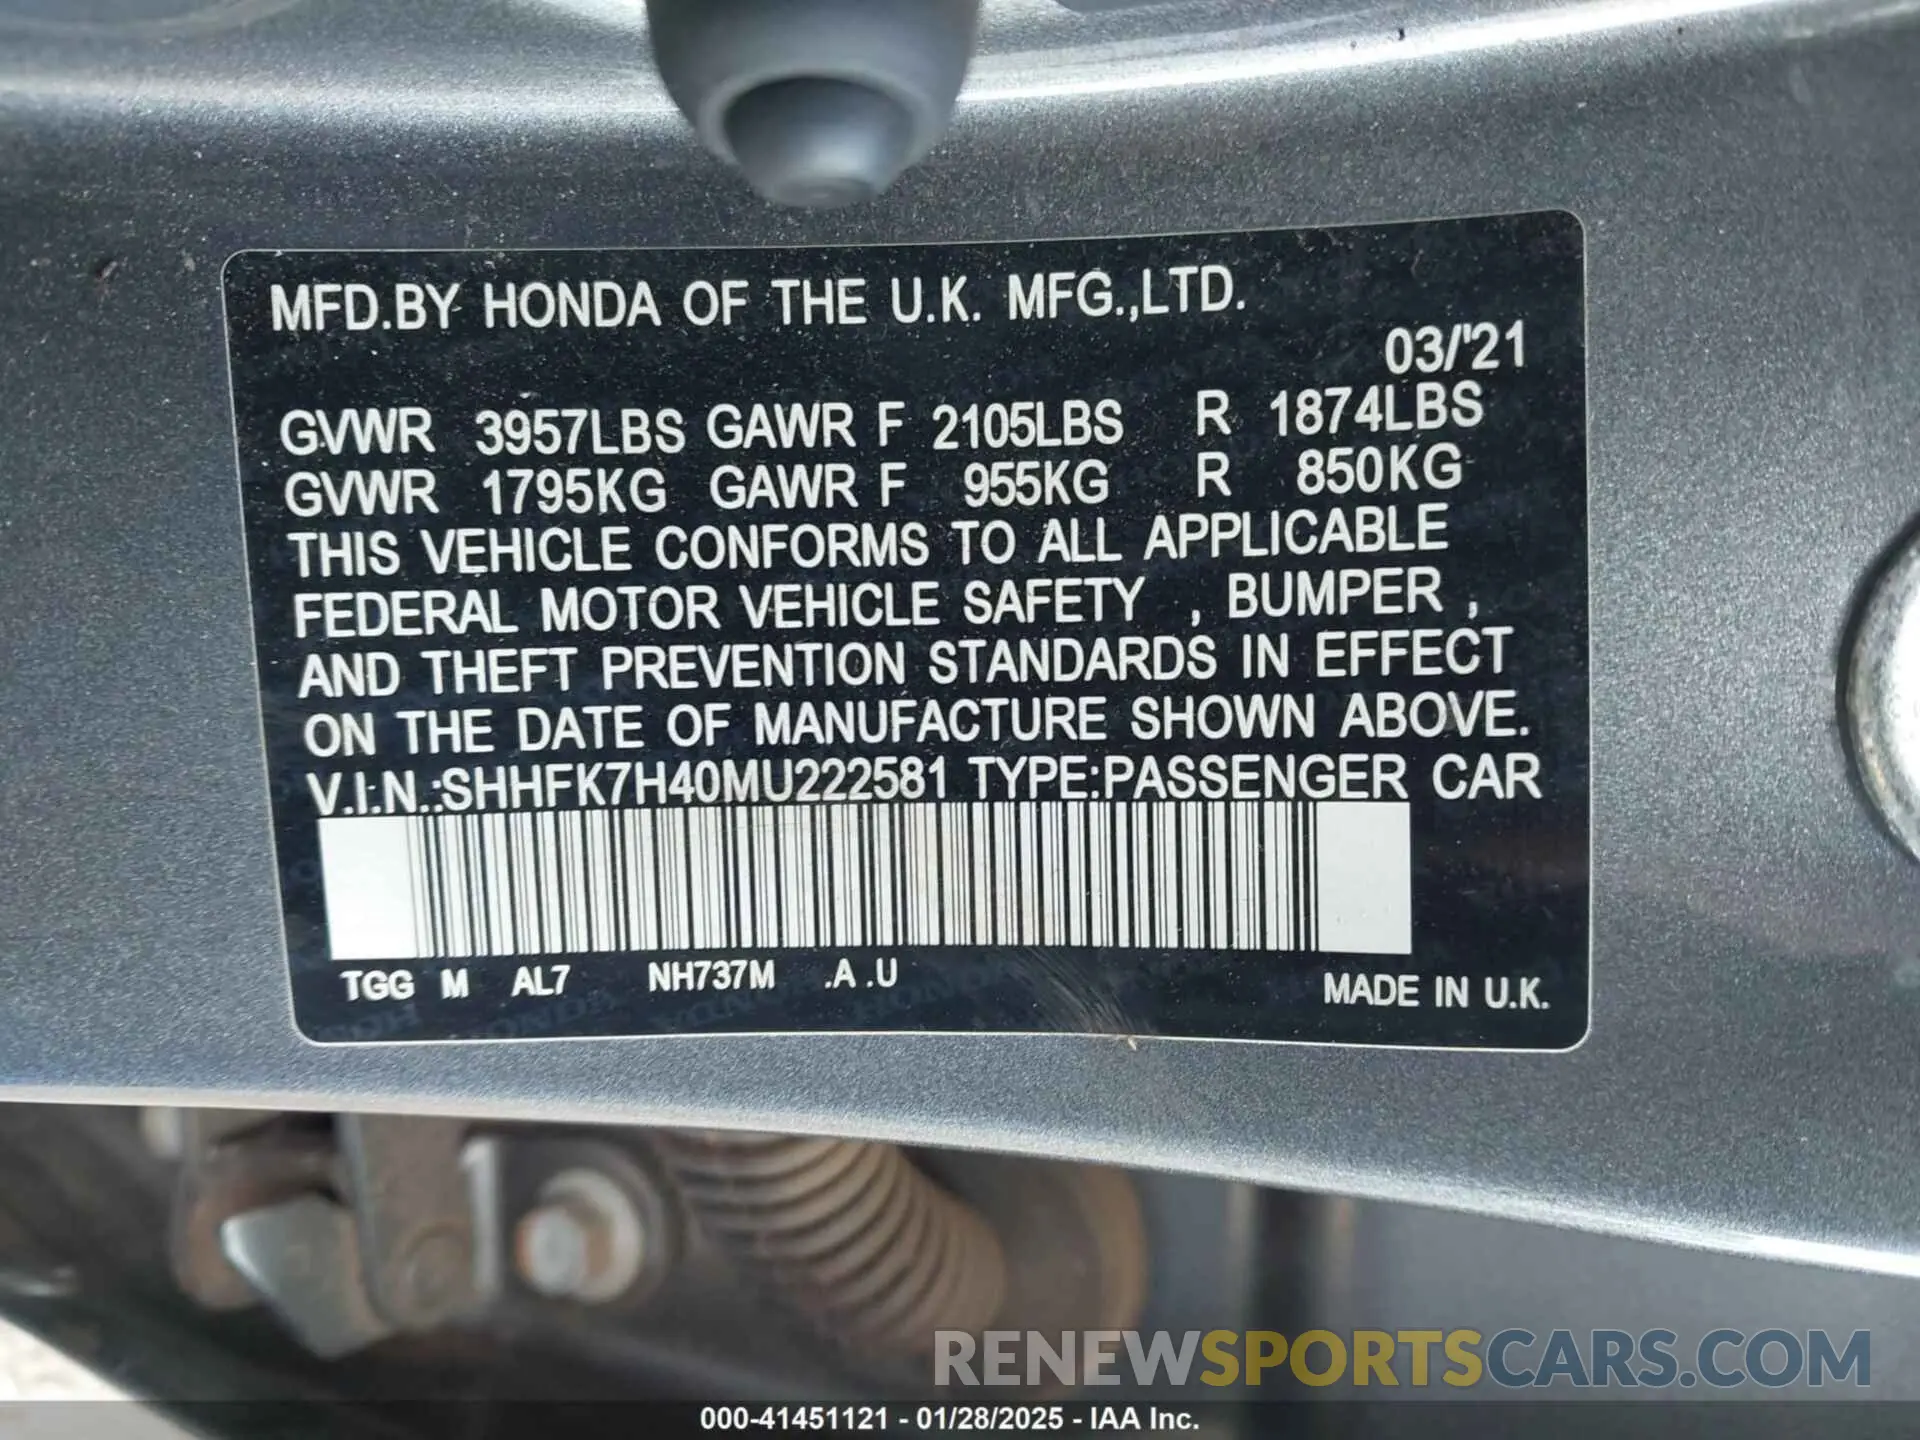 MFD.BY HONDA OF THE U.K. MFG.,LTD.
03/'21
GVWR 3957LBS GAWR F 2105LBS R 1874LBS
GVWR 1795KG GAWR F 955KG R 850KG
THIS VEHICLE CONFORMS TO ALL APPLICABLE
FEDERAL MOTOR VEHICLE SAFETY , BUMPER ,
AND THEFT PREVENTION STANDARDS IN EFFECT
ON THE DATE OF MANUFACTURE SHOWN ABOVE.
V.I.N.:SHHFK7H40MU222581 TYPE:PASSENGER CAR
TGG M AL7 NH737M .A .U
MADE IN U.K.
RENEWSPORTSCARS.COM
000-41451121 - 01/28/2025 - IAA Inc.